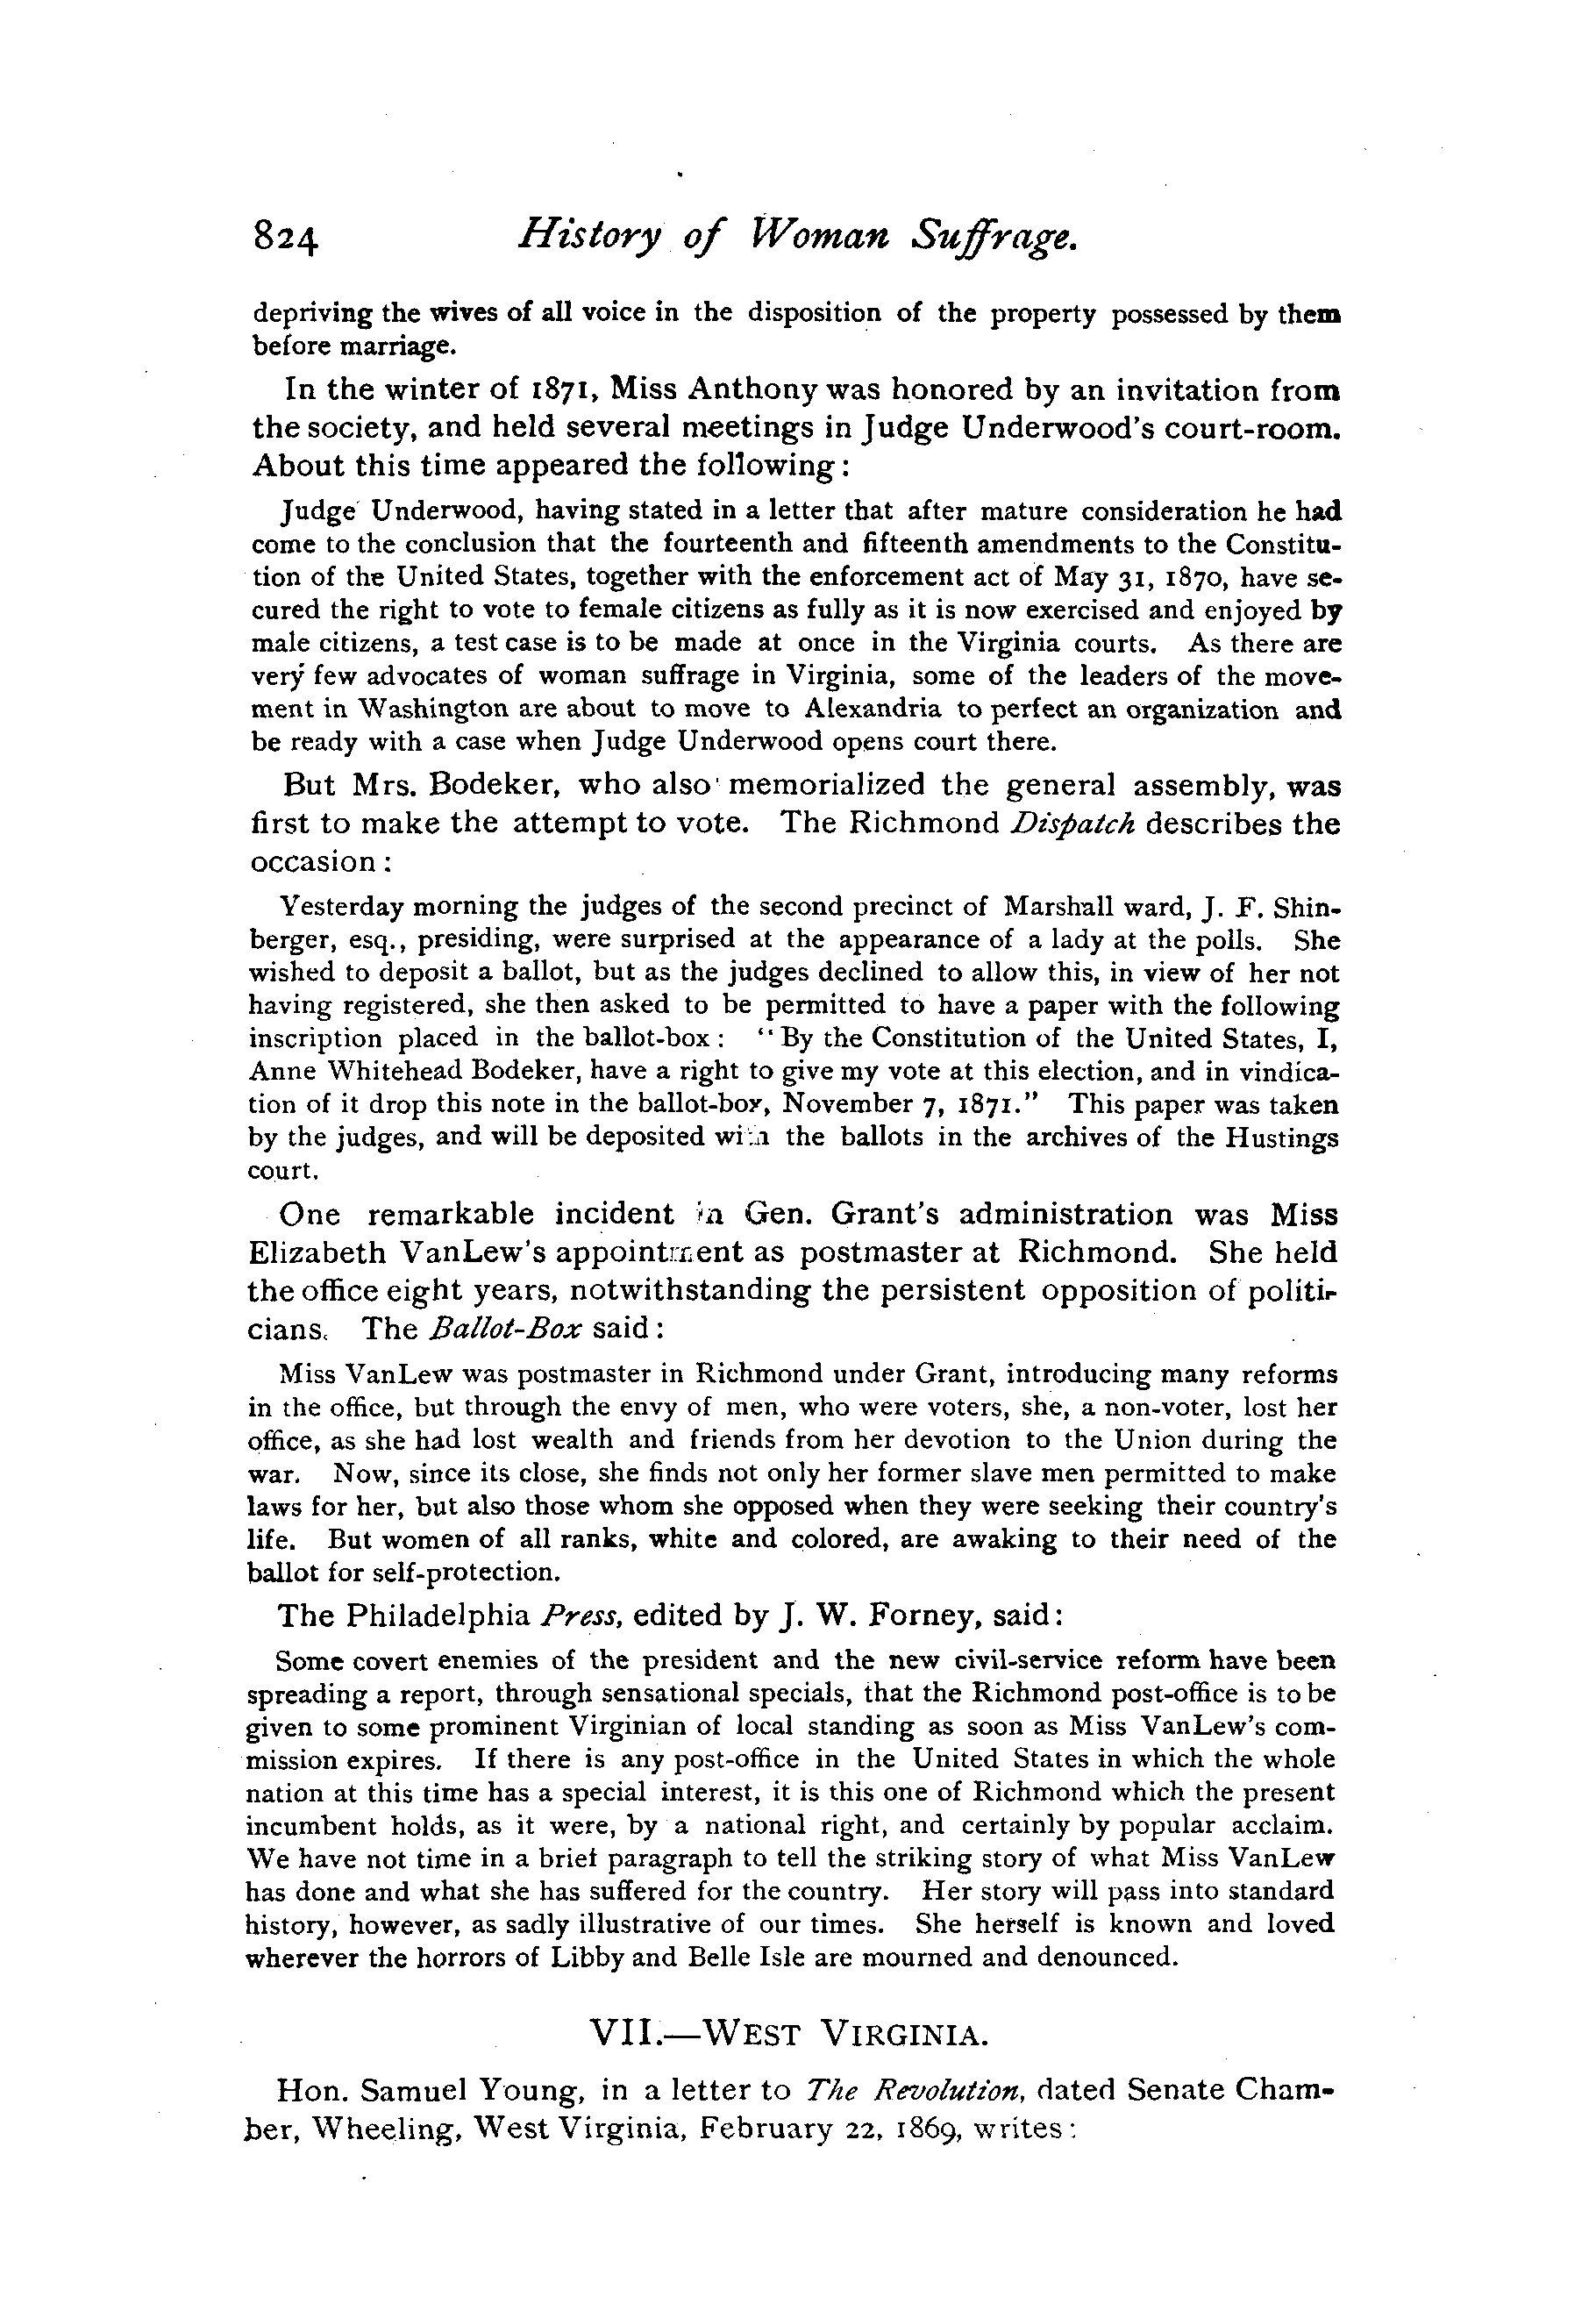 824 History of Woman Suffrage.
depriving the wives of all voice in the disposition of the property possessed by them
before marriage.
In the winter of 1871, Miss Anthony was honored by an invitation from
the society, and held several meetings in Judge Underwood's court-room.
About this time appeared the following:
Judge Underwood, having stated in a letter that after mature consideration he had
come to the conclusion that the fourteenth and fifteenth amendments to the Constitu-
tion of the United States, together with the enforcement act of May 31, 1870, have se-
cured the right to vote to female citizens as fully as it is now exercised and enjoyed by
male citizens, a test case is to be made at once in the Virginia courts. As there are
very few advocates of woman suffrage in Virginia, some of the leaders of the move-
ment in Washington are about to move to Alexandria to perfect an organization and
be ready with a case when Judge Underwood opens court there.
But Mrs. Bodeker, who also memorialized the general assembly, was
first to make the attempt to vote. The Richmond Dispatch describes the
occasion:
Yesterday morning the judges of the second precinct of Marshall ward, J. F. Shin-
berger, esq., presiding, were surprised at the appearance of a lady at the polls. She
wished to deposit a ballot, but as the judges declined to allow this, in view of her not
having registered, she then asked to be permitted to have a paper with the following
inscription placed in the ballot-box: "By the Constitution of the United States, I,
Anne Whitehead Bodeker, have a right to give my vote at this election, and in vindica-
tion of it drop this note in the ballot-box, November 7, 1871." This paper was taken
by the judges, and will be deposited with the ballots in the archives of the Hustings
court.
One remarkable incident in Gen. Grant's administration was Miss
Elizabeth VanLew's appointment as postmaster at Richmond. She held
the office eight years, notwithstanding the persistent opposition of politi-
cians. The Ballot-Box said:
Miss VanLew was postmaster in Richmond under Grant, introducing many reforms
in the office, but through the envy of men, who were voters, she, a non-voter, lost her
office, as she had lost wealth and friends from her devotion to the Union during the
war. Now, since its close, she finds not only her former slave men permitted to make
laws for her, but also those whom she opposed when they were seeking their country's
life. But women of all ranks, white and colored, are awaking to their need of the
ballot for self-protection.
The Philadelphia Press, edited by J. W. Forney, said:
Some covert enemies of the president and the new civil-service reform have been
spreading a report, through sensational specials, that the Richmond post-office is to be
given to some prominent Virginian of local standing as soon as Miss VanLew's com-
mission expires. If there is any post-office in the United States in which the whole
nation at this time has a special interest, it is this one of Richmond which the present
incumbent holds, as it were, by a national right, and certainly by popular acclaim.
We have not time in a brief paragraph to tell the striking story of what Miss VanLew
has done and what she has suffered for the country. Her story will pass into standard
history, however, as sadly illustrative of our times. She herself is known and loved
wherever the horrors of Libby and Belle Isle are mourned and denounced.
VII.—WEST VIRGINIA.
Hon. Samuel Young, in a letter to The Revolution, dated Senate Cham-
ber, Wheeling, West Virginia, February 22, 1869, writes: